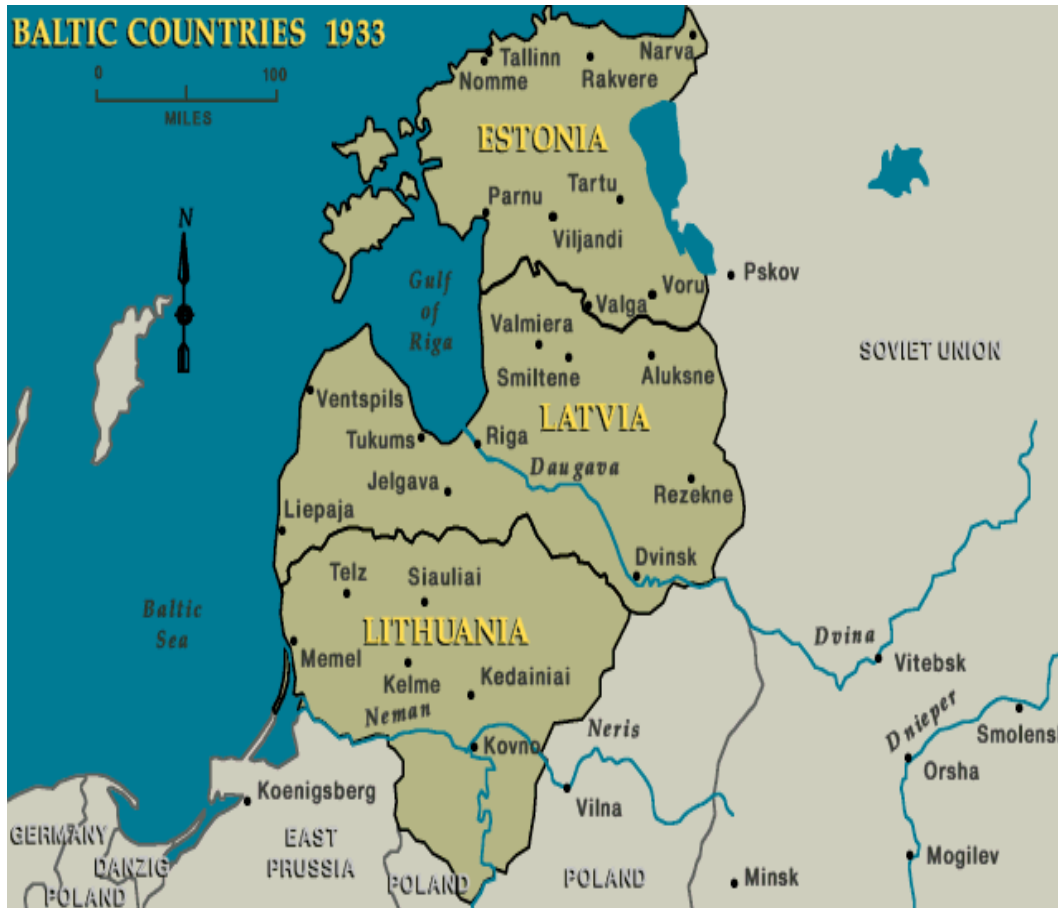 BALTIC COUNTRIES 1933
0 100
MILES
N
Tallinn
Nomme
Rakvere
Narva
ESTONIA
Parnu
Tartu
Viljandi
Voru
Valga
Pskov
Gulf
of
Riga
SOVIET UNION
Valmiera
Smiltene
Aluksne
Ventspils
LATVIA
Tukums
Riga
Daugava
Jelgava
Rezekne
Liepaja
Dvinsk
Telz
Siauliai
Baltic
Sea
LITHUANIA
Memel
Kelme
Kedainiai
Dvina
Vitebsk
Neman
Neris
Dnieper
Smolensk
Kovno
Orsha
Koenigsberg
Vilna
GERMANY
DANZIG
POLAND
EAST
PRUSSIA
POLAND
POLAND
Minsk
Mogilev